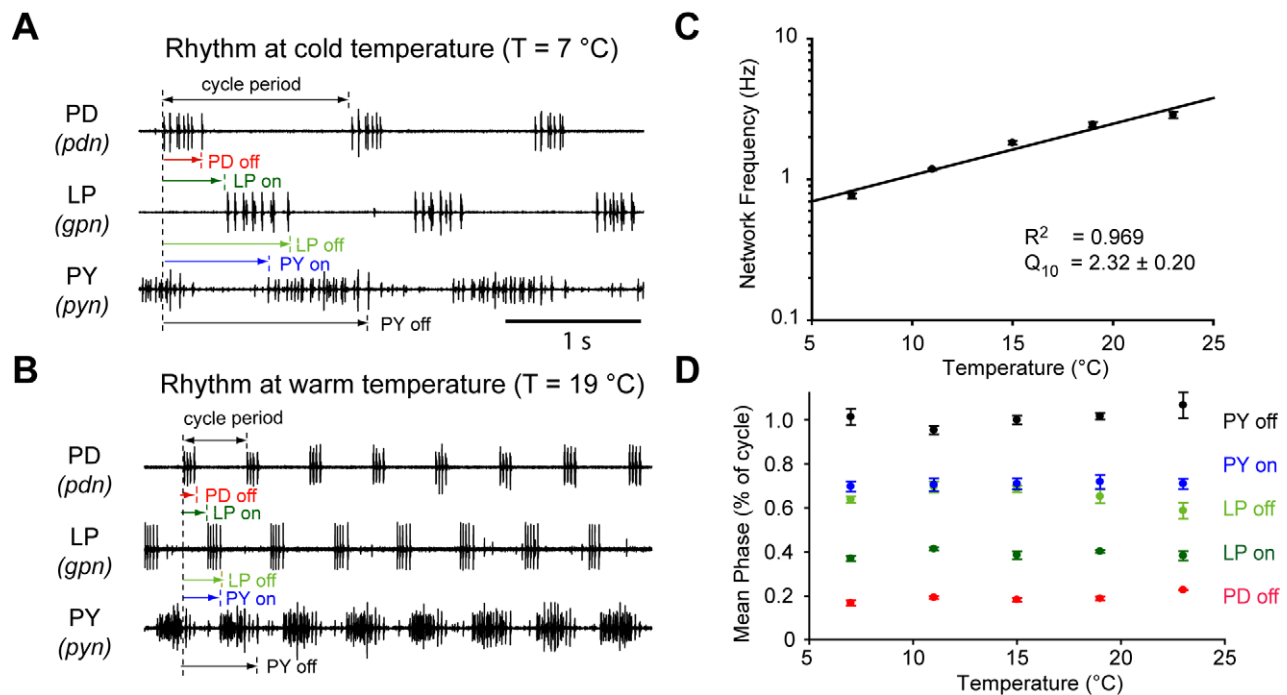 A
Rhythm at cold temperature (T = 7 °C)
cycle period
PD
(pdn)
PD off
LP on
LP
(gpn)
LP off
PY on
PY
(pyn)
PY off
1 s
B
Rhythm at warm temperature (T = 19 °C)
cycle period
PD
(pdn)
PD off
LP on
LP
(gpn)
LP off
PY on
PY
(pyn)
PY off
C
Network Frequency (Hz)
10
1
0.1
R² = 0.969
Q₁₀ = 2.32 ± 0.20
5 10 15 20 25
Temperature (°C)
D
Mean Phase (% of cycle)
1.0
0.8
0.6
0.4
0.2
0
PY off
PY on
LP off
LP on
PD off
5 10 15 20 25
Temperature (°C)